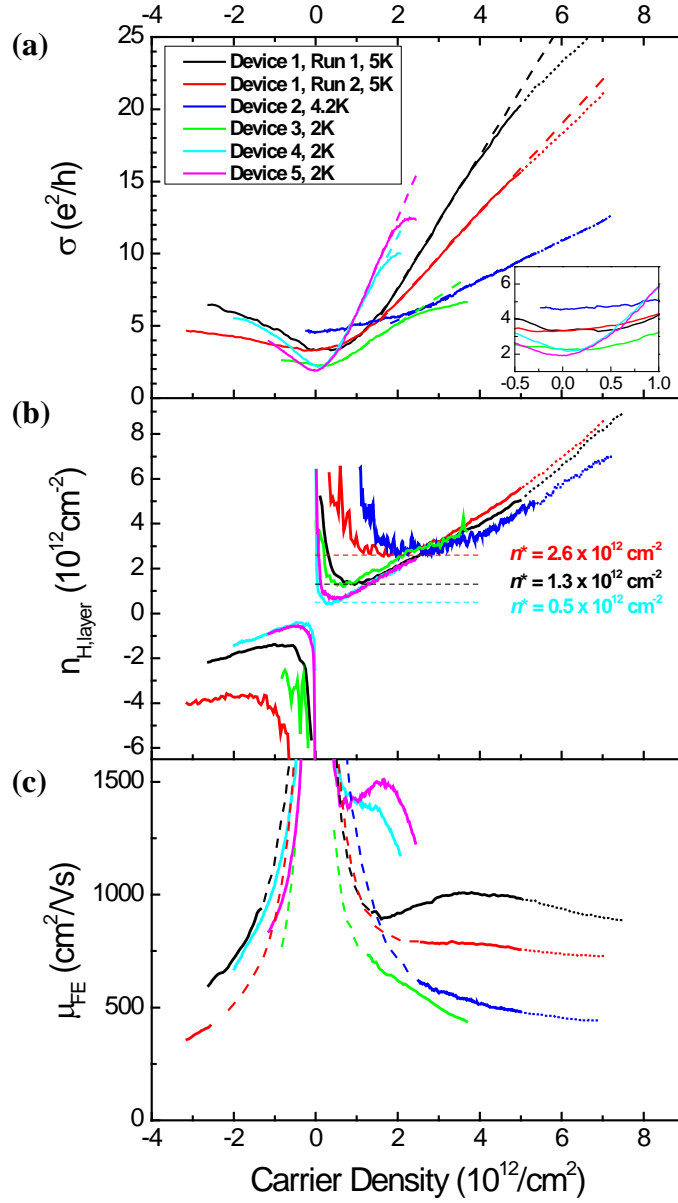 -4 -2 0 2 4 6 8
(a)
25
20
15
10
5
0
σ (e²/h)
Device 1, Run 1, 5K
Device 1, Run 2, 5K
Device 2, 4.2K
Device 3, 2K
Device 4, 2K
Device 5, 2K
6
4
2
-0.5 0.0 0.5 1.0
(b)
8
6
4
2
0
-2
-4
-6
n_H,layer (10¹²cm⁻²)
n* = 2.6 x 10¹² cm⁻²
n* = 1.3 x 10¹² cm⁻²
n* = 0.5 x 10¹² cm⁻²
(c)
1500
1000
500
0
μ_FE (cm²/Vs)
-4 -2 0 2 4 6 8
Carrier Density (10¹²/cm²)